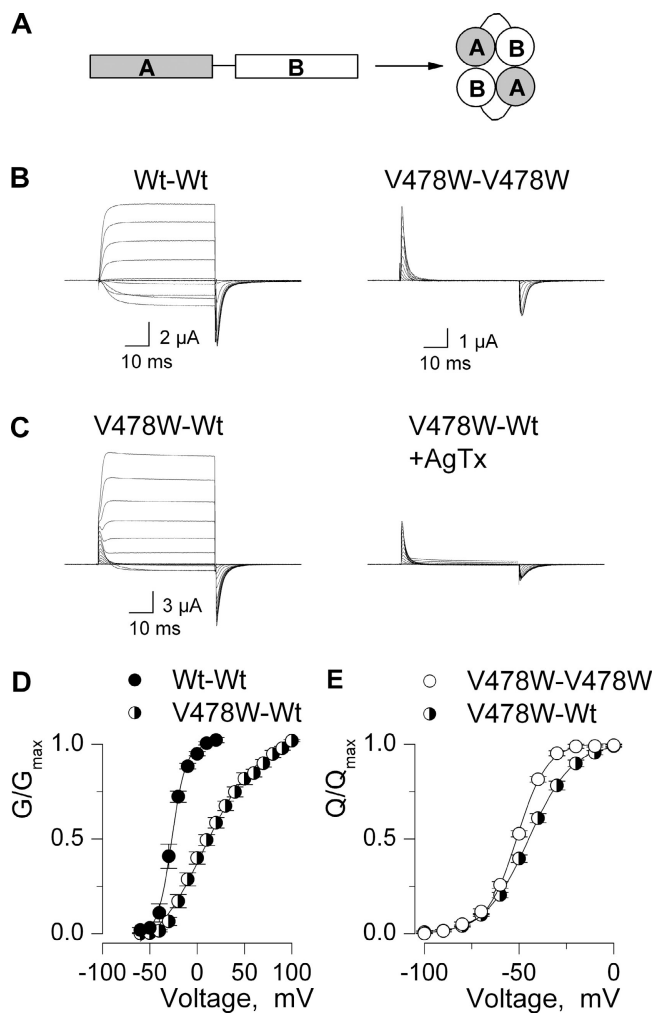 A
A B
A B
B A
B
Wt-Wt V478W-V478W
2 µA
10 ms
1 µA
10 ms
C
V478W-Wt V478W-Wt
+AgTx
3 µA
10 ms
D
Wt-Wt
V478W-Wt
G/Gmax
1.0
0.5
0.0
-100 -50 0 50 100
Voltage, mV
E
V478W-V478W
V478W-Wt
Q/Qmax
1.0
0.5
0.0
-100 -50 0
Voltage, mV